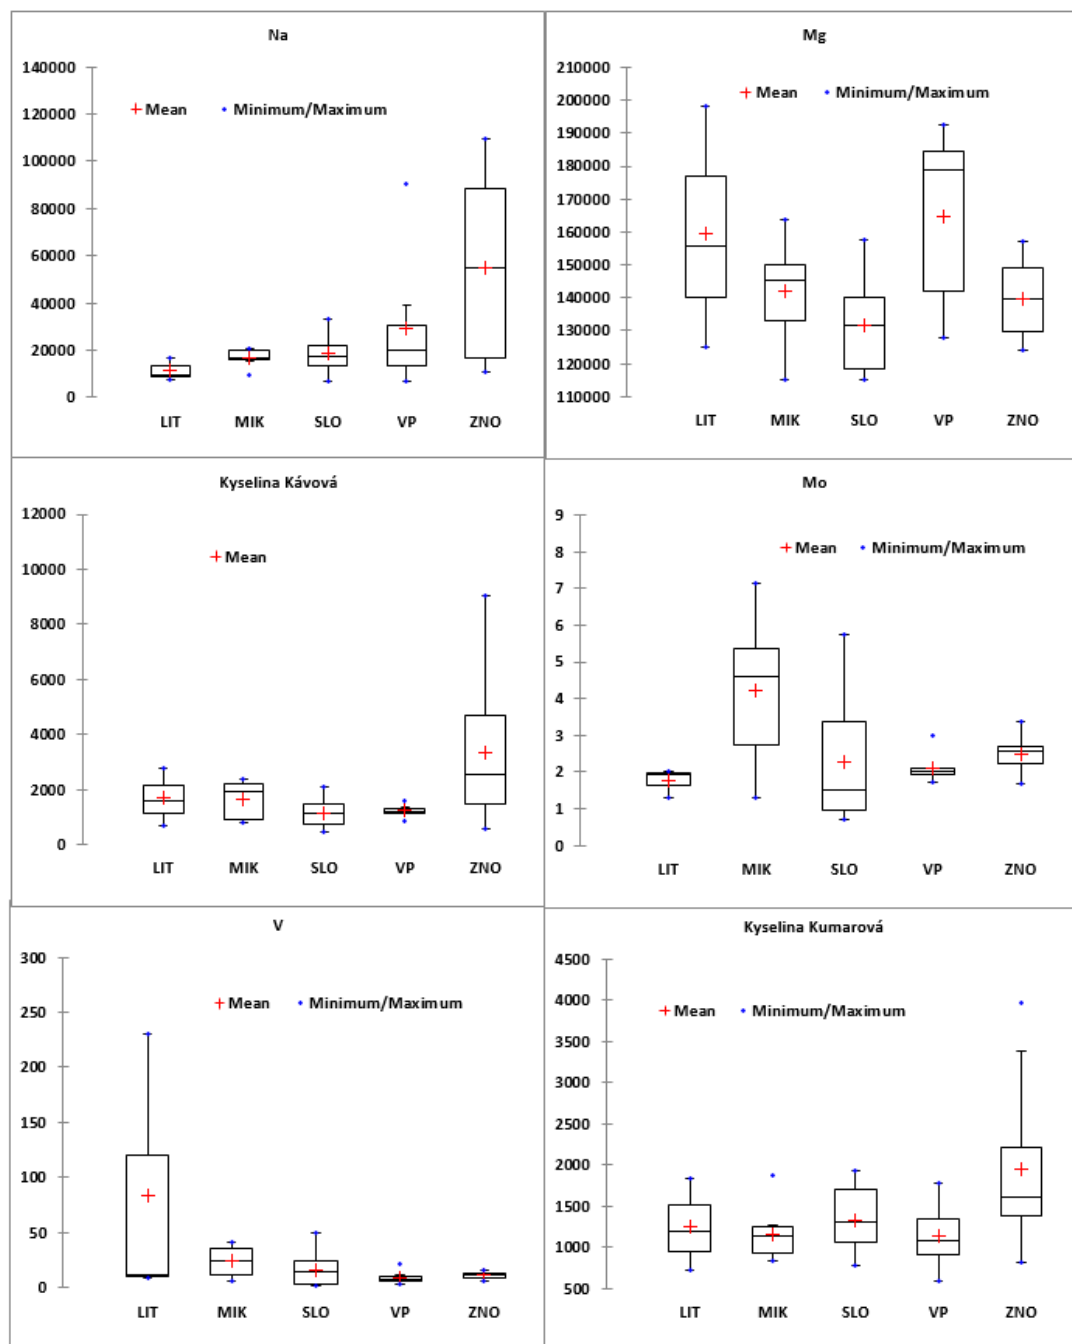 Na
140000
120000
100000
80000
60000
40000
20000
0
Mean Minimum/Maximum
LIT MIK SLO VP ZNO
Mg
210000
200000
190000
180000
170000
160000
150000
140000
130000
120000
110000
Mean Minimum/Maximum
LIT MIK SLO VP ZNO
Kyselina Kávová
12000
10000
8000
6000
4000
2000
0
Mean
LIT MIK SLO VP ZNO
Mo
9
8
7
6
5
4
3
2
1
0
Mean Minimum/Maximum
LIT MIK SLO VP ZNO
V
300
250
200
150
100
50
0
Mean Minimum/Maximum
LIT MIK SLO VP ZNO
Kyselina Kumarová
4500
4000
3500
3000
2500
2000
1500
1000
500
Mean Minimum/Maximum
LIT MIK SLO VP ZNO